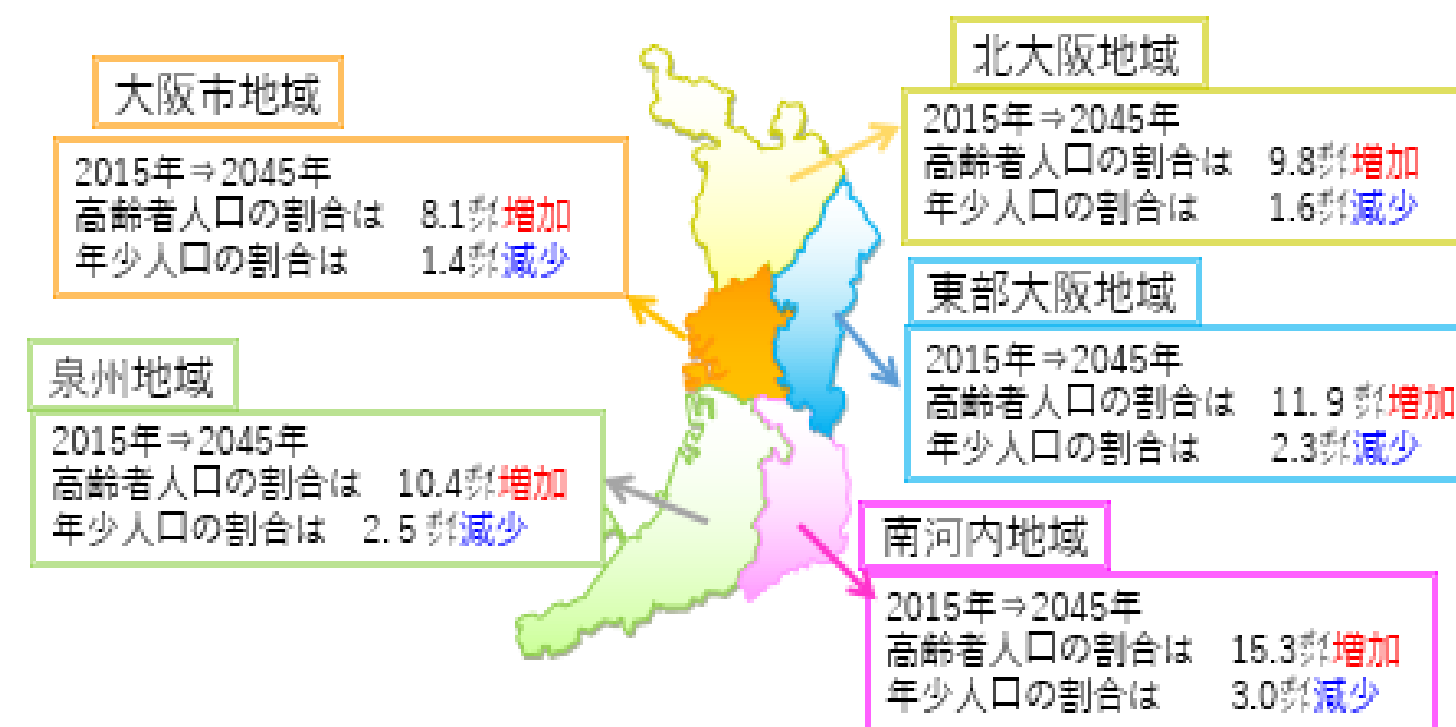 大阪市地域
2015年⇒2045年
高齢者人口の割合は 8.1㌽増加
年少人口の割合は 1.4㌽減少
北大阪地域
2015年⇒2045年
高齢者人口の割合は 9.8㌽増加
年少人口の割合は 1.6㌽減少
東部大阪地域
2015年⇒2045年
高齢者人口の割合は 11.9㌽増加
年少人口の割合は 2.3㌽減少
泉州地域
2015年⇒2045年
高齢者人口の割合は 10.4㌽増加
年少人口の割合は 2.5㌽減少
南河内地域
2015年⇒2045年
高齢者人口の割合は 15.3㌽増加
年少人口の割合は 3.0㌽減少